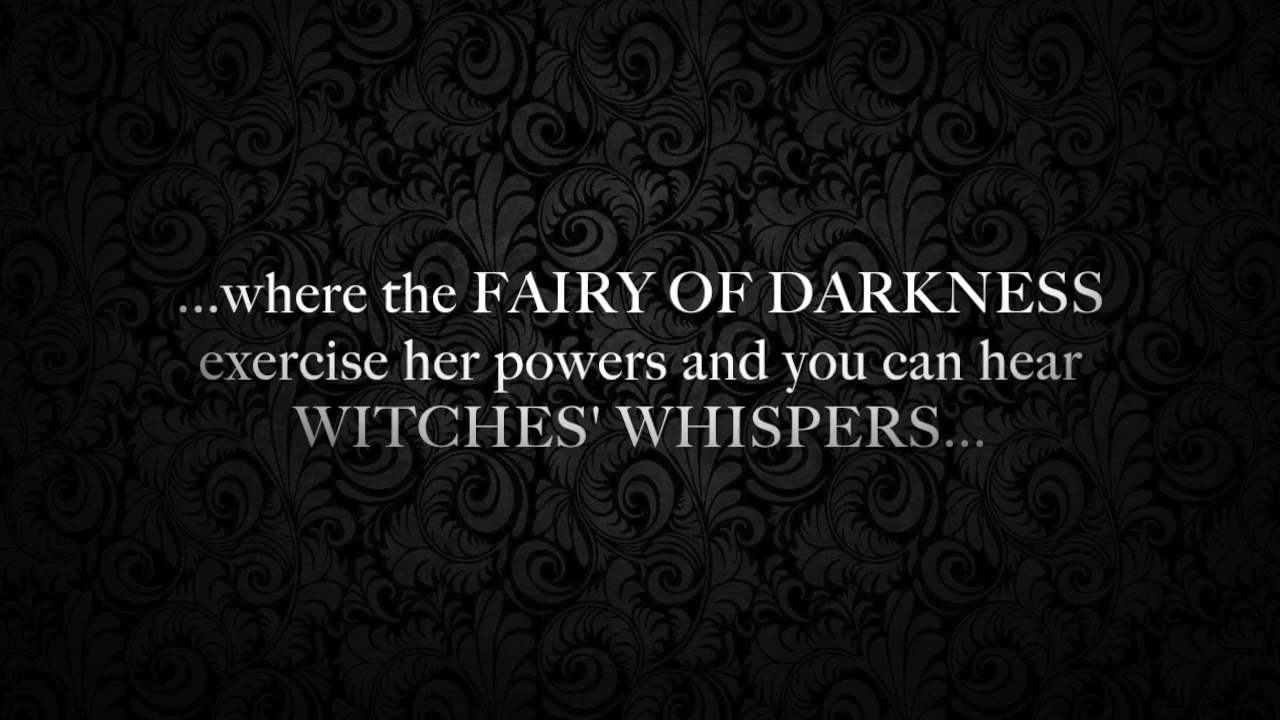 ...where the FAIRY OF DARKNESS
exercise her powers and you can hear
WITCHES' WHISPERS...